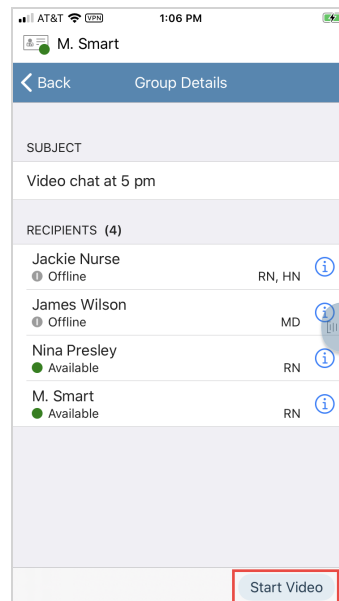 AT&T VPN 1:06 PM
M. Smart
Back Group Details
SUBJECT
Video chat at 5 pm
RECIPIENTS (4)
Jackie Nurse
Offline RN, HN
James Wilson
Offline MD
Nina Presley
Available RN
M. Smart
Available RN
Start Video